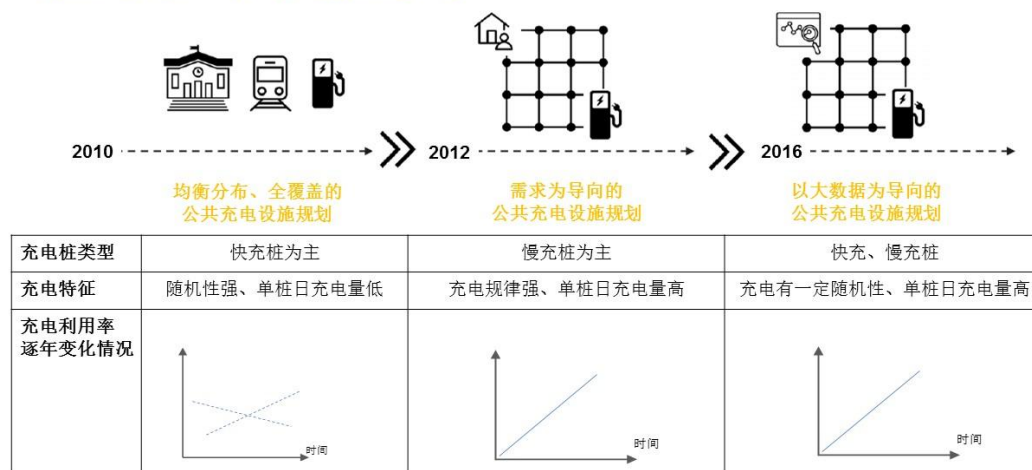 2010
2012
2016
均衡分布、全覆盖的
公共充电设施规划
需求为导向的
公共充电设施规划
以大数据为导向的
公共充电设施规划
充电桩类型
快充桩为主
慢充桩为主
快充、慢充桩
充电特征
随机性强、单桩日充电量低
充电规律强、单桩日充电量高
充电有一定随机性、单桩日充电量高
充电利用率
逐年变化情况
时间
时间
时间